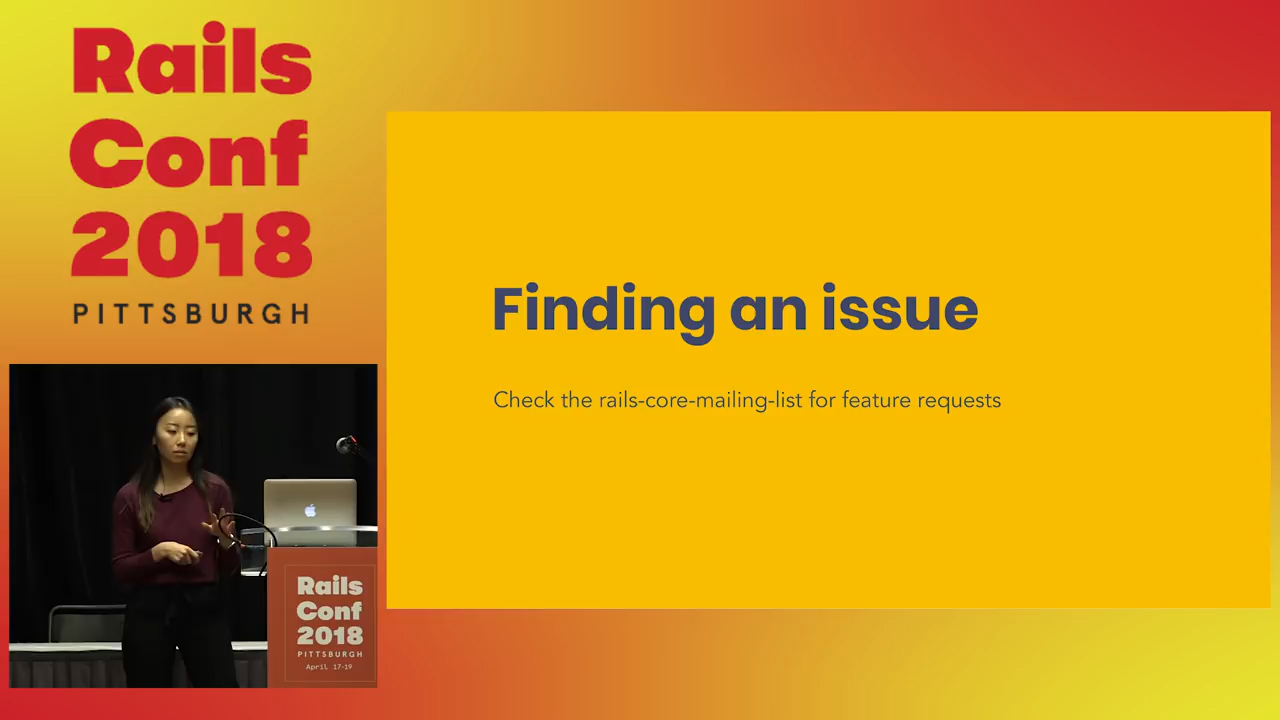 Rails
Conf
2018
PITTSBURGH
Finding an issue
Check the rails-core-mailing-list for feature requests
Rails
Conf
2018
PITTSBURGH
April 17-19